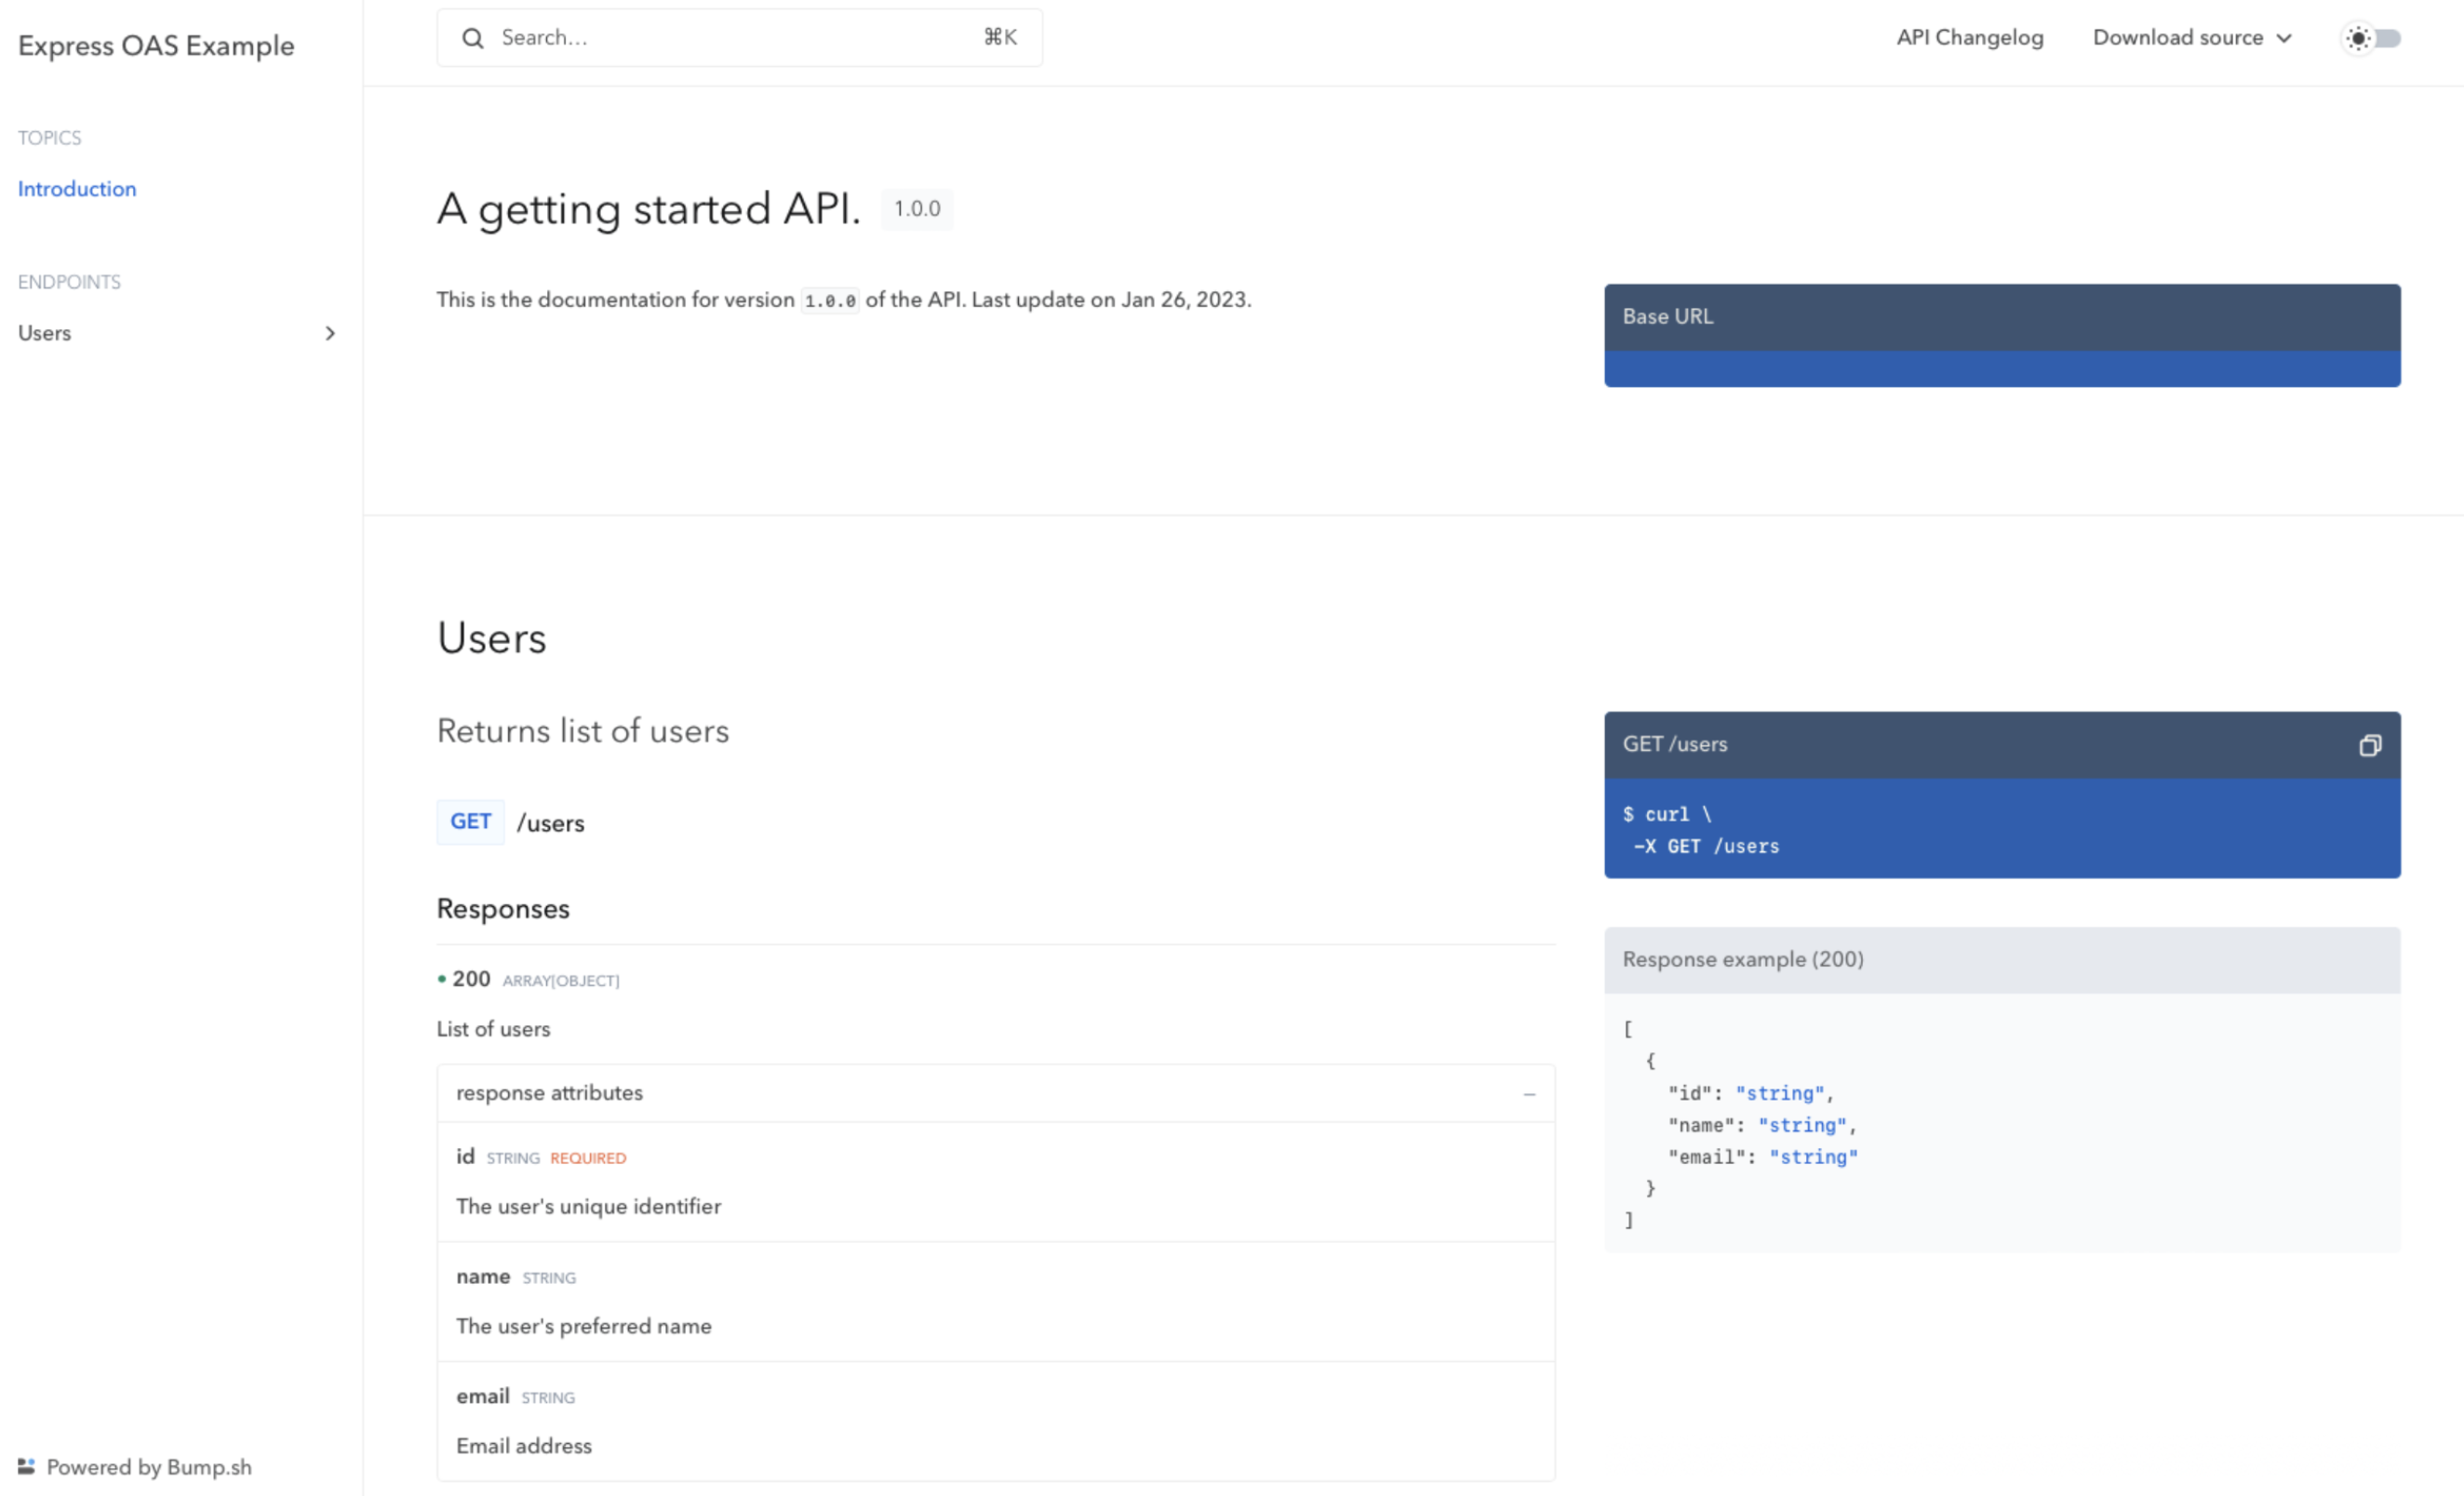 Express OAS Example
TOPICS
Introduction
ENDPOINTS
Users
Powered by Bump.sh
Search...
⌘K
API Changelog
Download source
A getting started API. 1.0.0
This is the documentation for version 1.0.0 of the API. Last update on Jan 26, 2023.
Base URL
Users
Returns list of users
GET /users
Responses
200 ARRAY[OBJECT]
List of users
response attributes
id STRING REQUIRED
The user's unique identifier
name STRING
The user's preferred name
email STRING
Email address
GET /users
$ curl \
-X GET /users
Response example (200)
[
{
"id": "string",
"name": "string",
"email": "string"
}
]